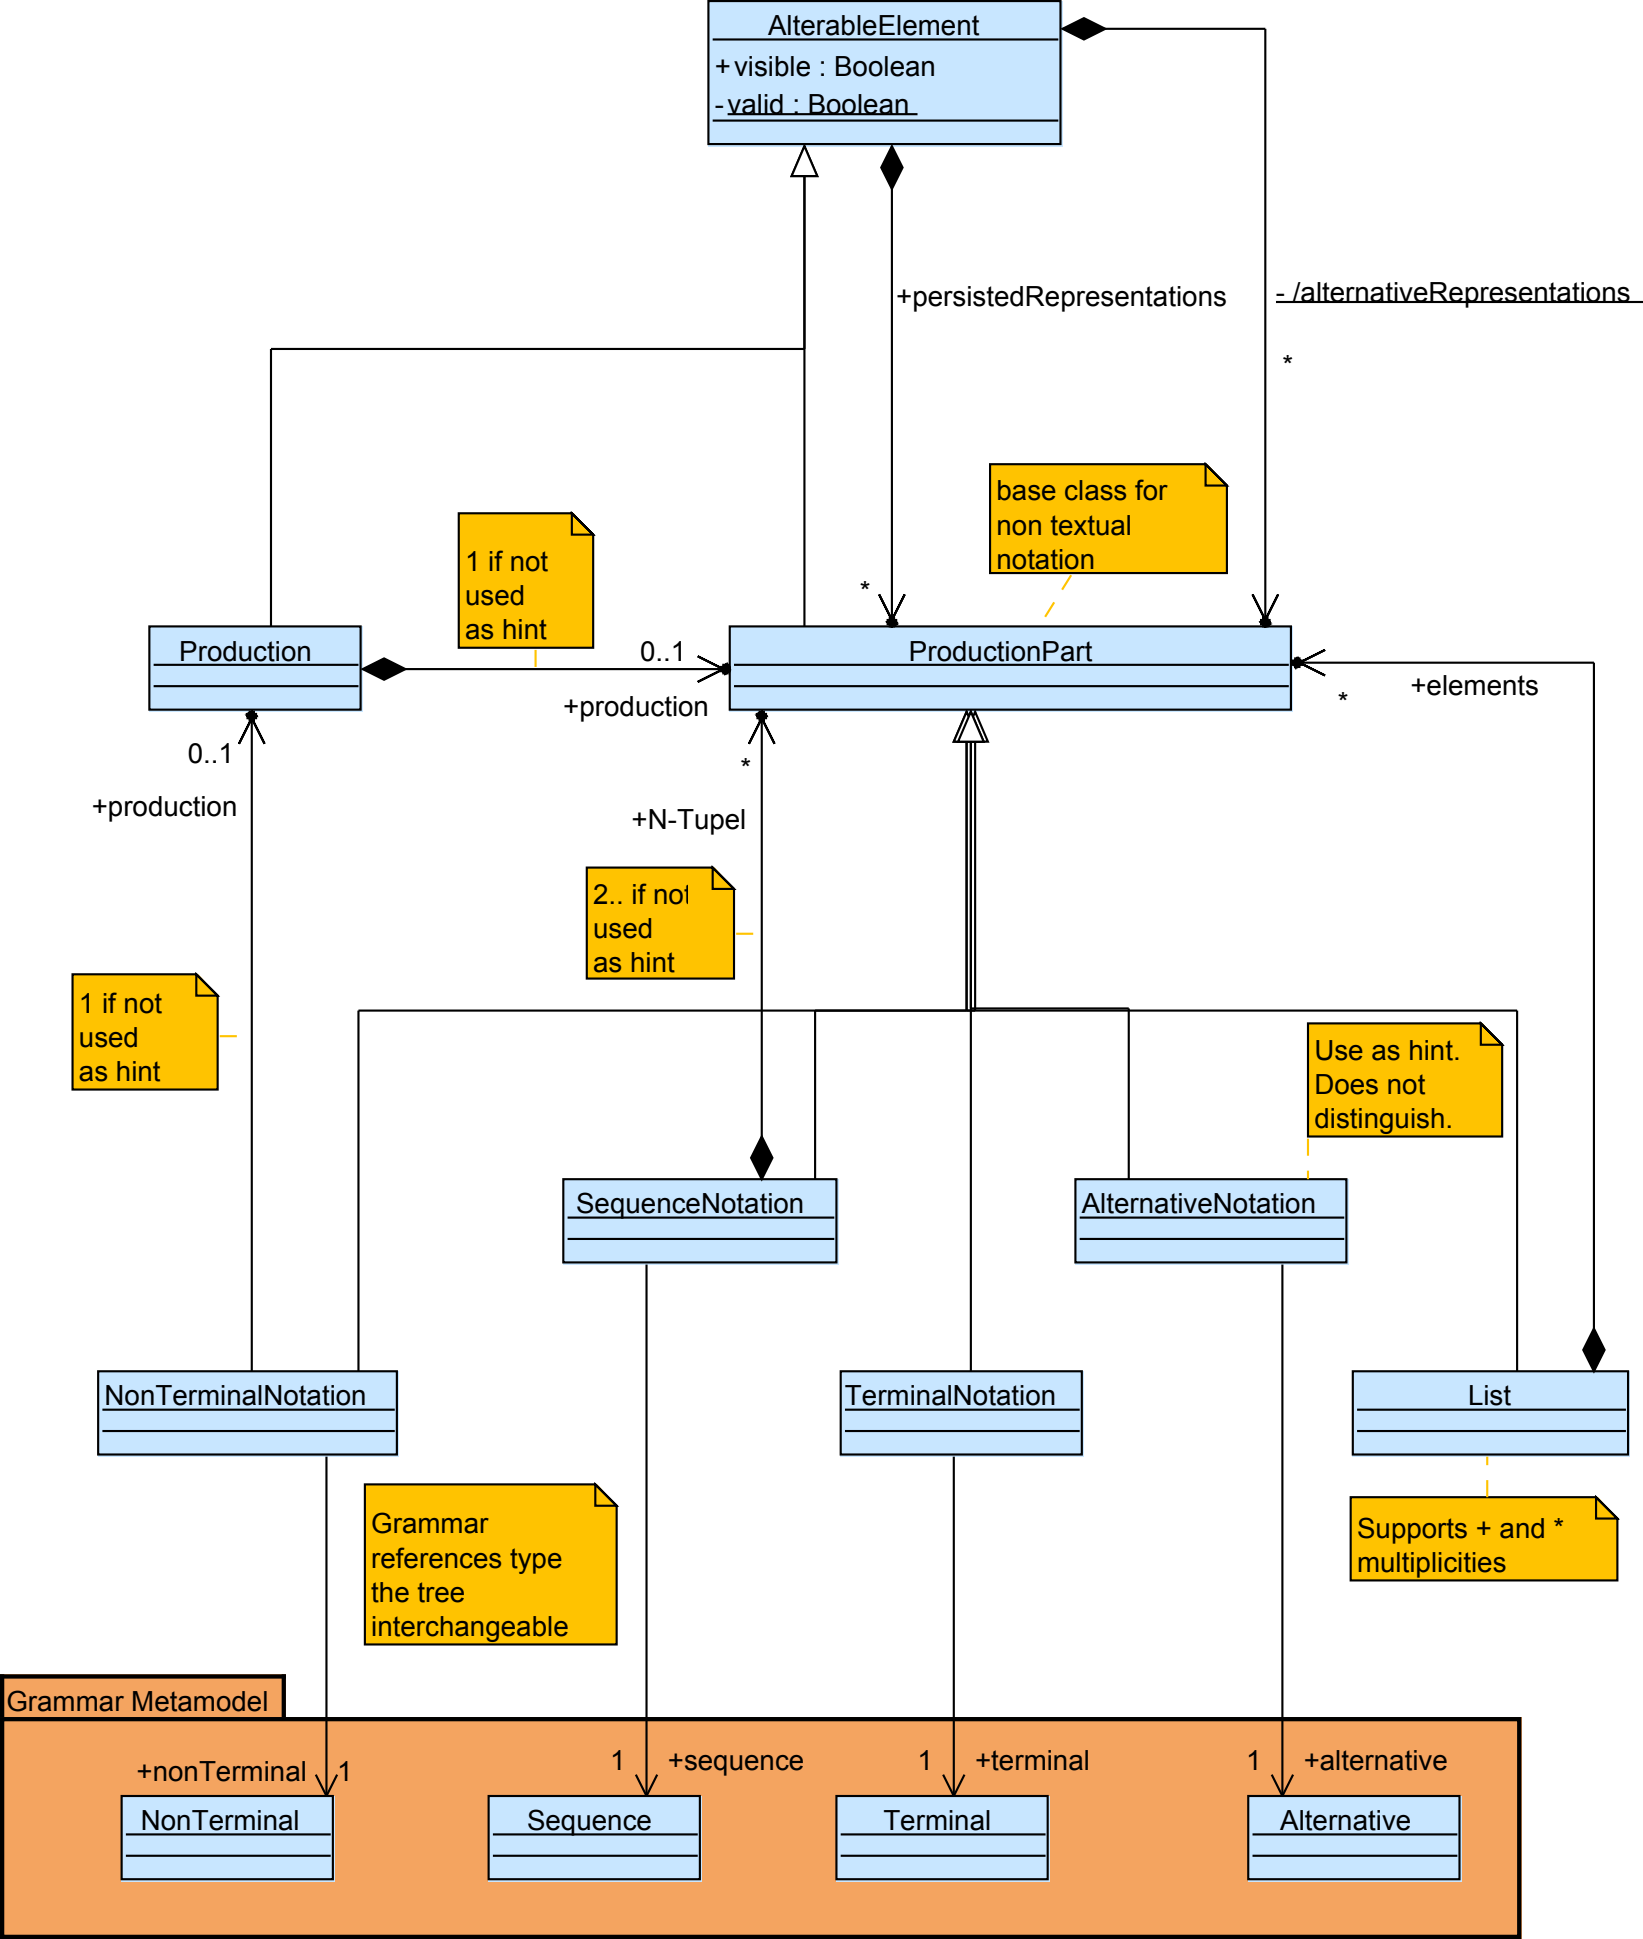 AlterableElement
+ visible : Boolean
- valid : Boolean
+persistedRepresentations
- /alternativeRepresentations
*
base class for
non textual
notation
1 if not
used
as hint
*
Production
0..1
ProductionPart
+production
+elements
*
0..1
*
+production
+N-Tupel
2.. if not
used
as hint
1 if not
used
as hint
Use as hint.
Does not
distinguish.
SequenceNotation
AlternativeNotation
NonTerminalNotation
TerminalNotation
List
Grammar
references type
the tree
interchangeable
Supports + and *
multiplicities
Grammar Metamodel
+nonTerminal 1
1 +sequence
1 +terminal
1 +alternative
NonTerminal
Sequence
Terminal
Alternative